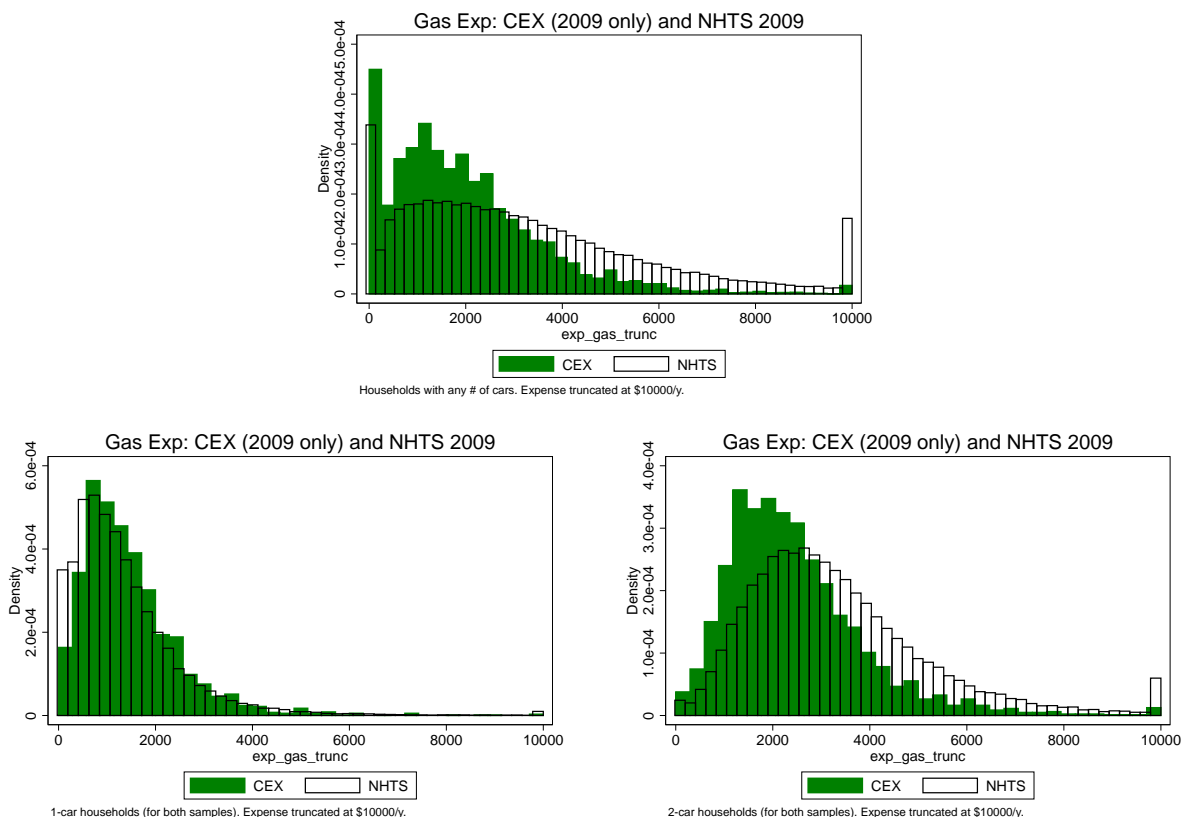 Gas Exp: CEX (2009 only) and NHTS 2009
Density
0 1.0e-04 2.0e-04 3.0e-04 4.0e-04 5.0e-04
0 2000 4000 6000 8000 10000
exp_gas_trunc
CEX NHTS
Households with any # of cars. Expense truncated at $10000/y.
Gas Exp: CEX (2009 only) and NHTS 2009
Density
0 2.0e-04 4.0e-04 6.0e-04
0 2000 4000 6000 8000 10000
exp_gas_trunc
CEX NHTS
1-car households (for both samples). Expense truncated at $10000/y.
Gas Exp: CEX (2009 only) and NHTS 2009
Density
0 1.0e-04 2.0e-04 3.0e-04 4.0e-04
0 2000 4000 6000 8000 10000
exp_gas_trunc
CEX NHTS
2-car households (for both samples). Expense truncated at $10000/y.